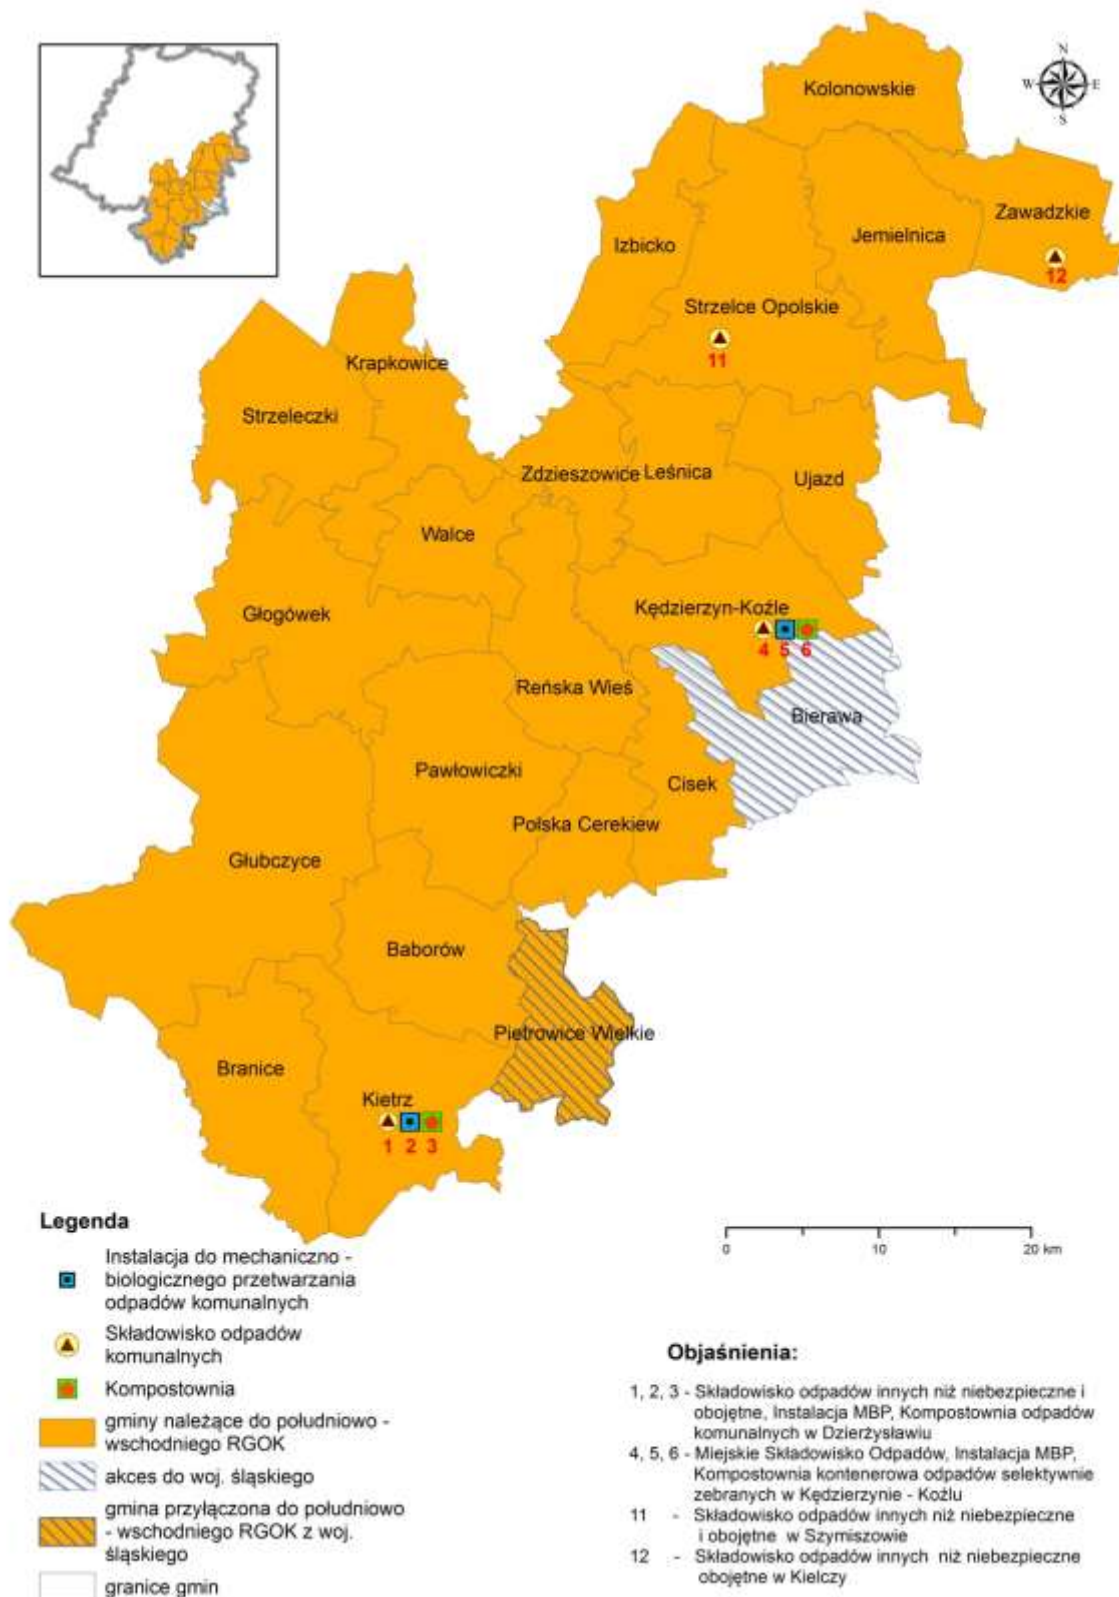 N
W E
S
Kolonowskie
Zawadzkie
Izbicko
Jemielnica
12
Strzelce Opolskie
11
Krapkowice
Strzeleczki
Zdzieszowice
Leśnica
Ujazd
Walce
Głogówek
Kędzierzyn-Koźle
4 5 6
Reńska Wieś
Bierawa
Pawłowiczki
Cisek
Polska Cerekiew
Głubczyce
Baborów
Pietrowice Wielkie
Branice
Kietrz
1 2 3
Legenda
Instalacja do mechaniczno -
biologicznego przetwarzania
odpadów komunalnych
Składowisko odpadów
komunalnych
Kompostownia
gminy należące do południowo -
wschodniego RGOK
akces do woj. śląskiego
gmina przyłączona do południowo
- wschodniego RGOK z woj.
śląskiego
granice gmin
0 10 20 km
Objaśnienia:
1, 2, 3 - Składowisko odpadów innych niż niebezpieczne i
obojętne, Instalacja MBP, Kompostownia odpadów
komunalnych w Dzierżysławiu
4, 5, 6 - Miejskie Składowisko Odpadów, Instalacja MBP,
Kompostownia kontenerowa odpadów selektywnie
zebranych w Kędzierzynie - Koźlu
11 - Składowisko odpadów innych niż niebezpieczne
i obojętne w Szymiszowie
12 - Składowisko odpadów innych niż niebezpieczne
obojętne w Kielczy